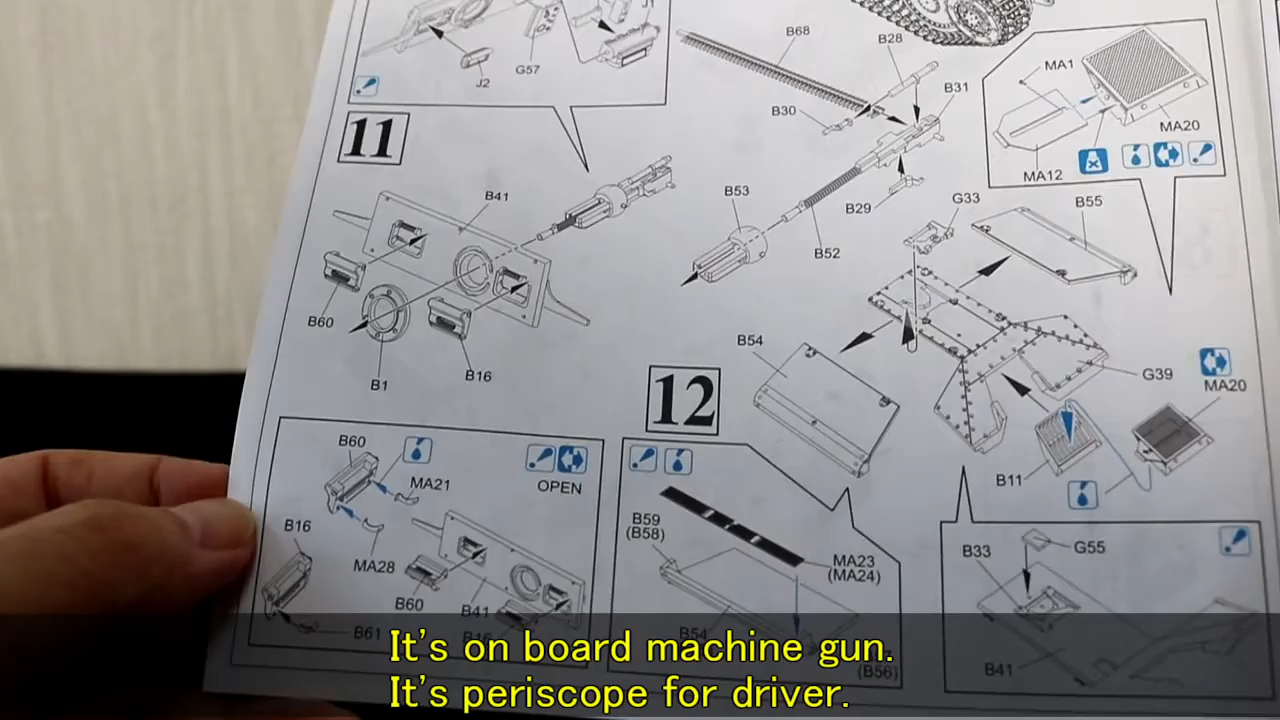 B68
B28
MA1
J2
G57
B31
B30
MA20
11
MA12
B53
B29
G33
B55
B41
B52
B60
B54
B1
B16
12
G39
MA20
B60
MA21
OPEN
B11
B16
B59
(B58)
MA28
MA23
(MA24)
B33
G55
B60
B41
B61
B16
B54
B41
(B56)
It's on board machine gun.
It's periscope for driver.